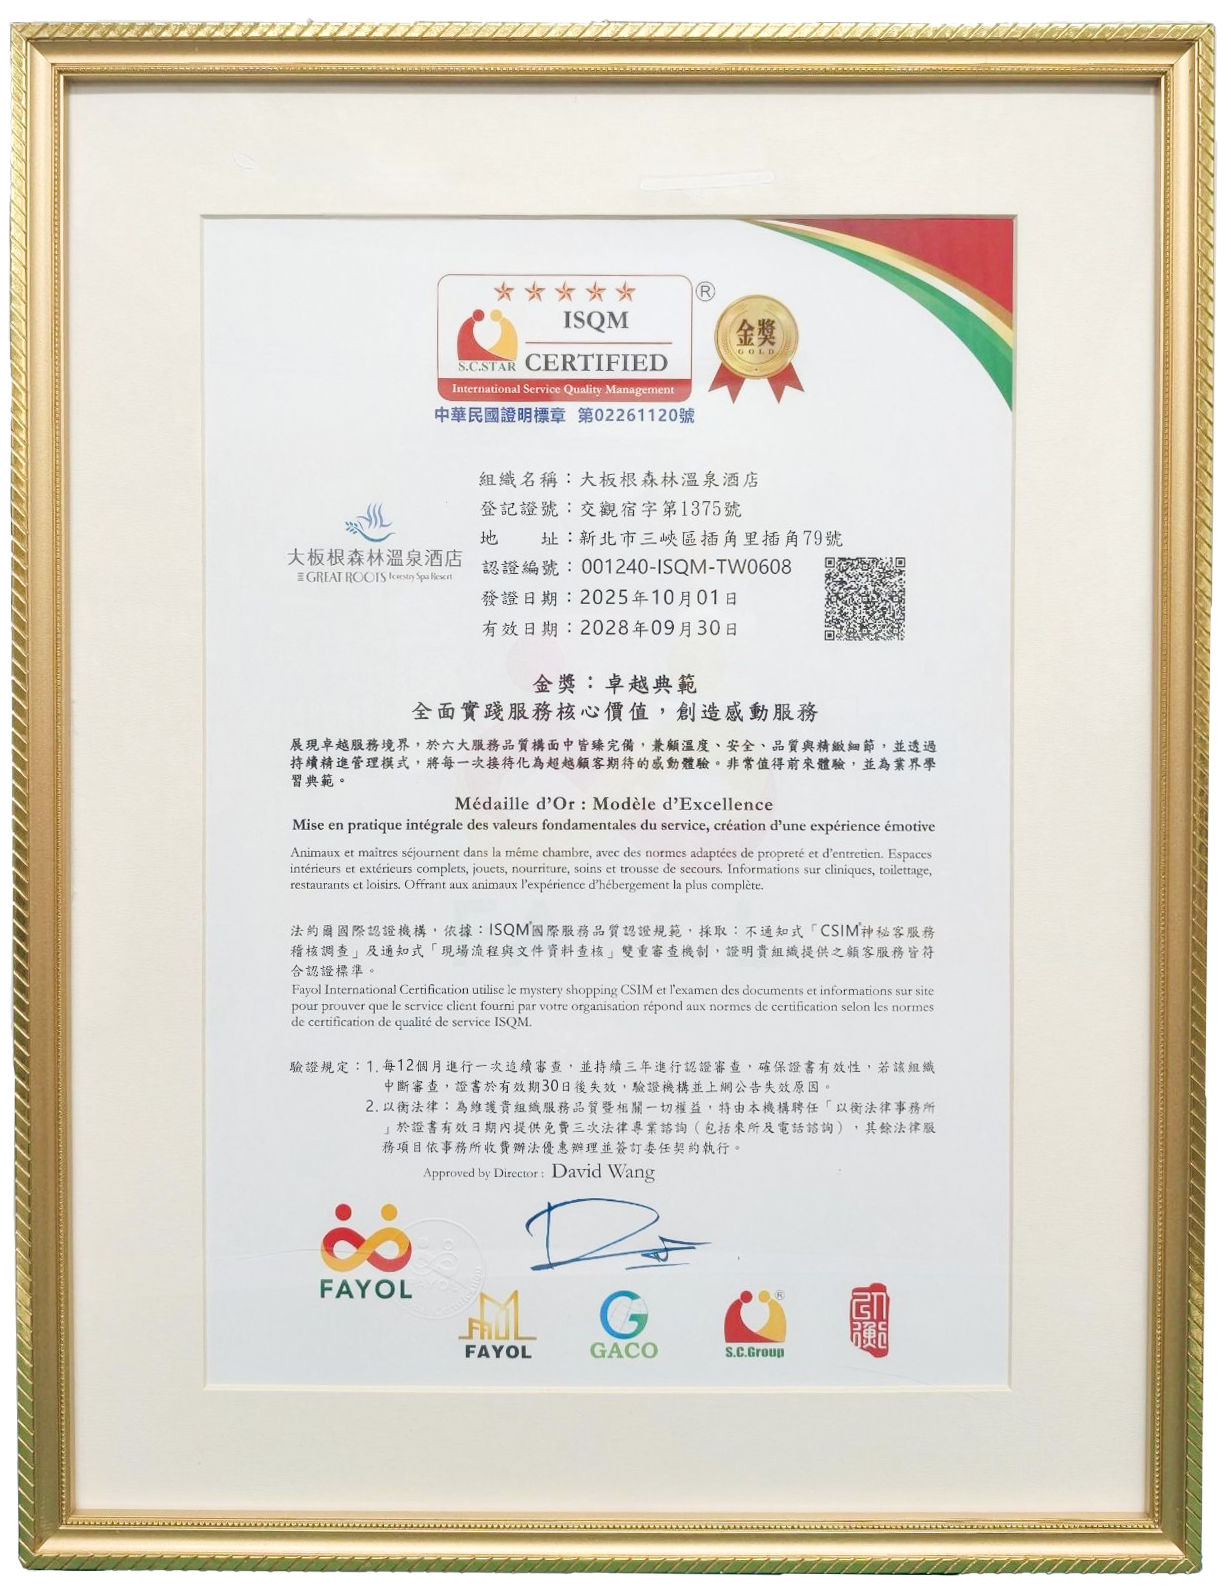 ISQM
®
金獎
GOLD
S.C.STAR CERTIFIED
International Service Quality Management
中華民國證明標章 第02261120號
組織名稱：大板根森林溫泉酒店
登記證號：交觀宿字第1375號
地 址：新北市三峽區插角里插角79號
大板根森林溫泉酒店
GREAT ROOTS Forestry Spa Resort
認證編號：001240-ISQM-TW0608
發證日期：2025年10月01日
有效日期：2028年09月30日
金獎：卓越典範
全面實踐服務核心價值，創造感動服務
展現卓越服務境界，於六大服務品質構面中皆臻完備，兼顧溫度、安全、品質與精緻細節，並透過
持續精進管理模式，將每一次接待化為超越顧客期待的感動體驗。非常值得前來體驗，並為業界學
習典範。
Médaille d’Or : Modèle d’Excellence
Mise en pratique intégrale des valeurs fondamentales du service, création d’une expérience émotive
Animaux et maîtres séjournent dans la même chambre, avec des normes adaptées de propreté et d’entretien. Espaces
intérieurs et extérieurs complets, jouets, nourriture, soins et trousse de secours. Informations sur cliniques, toilettage,
restaurants et loisirs. Offrant aux animaux l’expérience d’hébergement la plus complète.
法約爾國際認證機構，依據：ISQM®國際服務品質認證規範，採取：不通知式「CSIM®神秘客服務
稽核調查」及通知式「現場流程與文件資料查核」雙重審查機制，證明貴組織提供之顧客服務皆符
合認證標準。
Fayol International Certification utilise le mystery shopping CSIM et l’examen des documents et informations sur site
pour prouver que le service client fourni par votre organisation répond aux normes de certification selon les normes
de certification de qualité de service ISQM.
驗證規定：1. 每12個月進行一次追續審查，並持續三年進行認證審查，確保證書有效性，若該組織
中斷審查，證書於有效期30日後失效，驗證機構並上網公告失效原因。
2. 以衡法律：為維護貴組織服務品質暨相關一切權益，特由本機構聘任「以衡法律事務所
」於證書有效日期內提供免費三次法律專業諮詢（包括來所及電話諮詢），其餘法律服
務項目依事務所收費辦法優惠辦理並簽訂委任契約執行。
Approved by Director : David Wang
FAYOL
FAYOL
GACO
S.C.Group
®